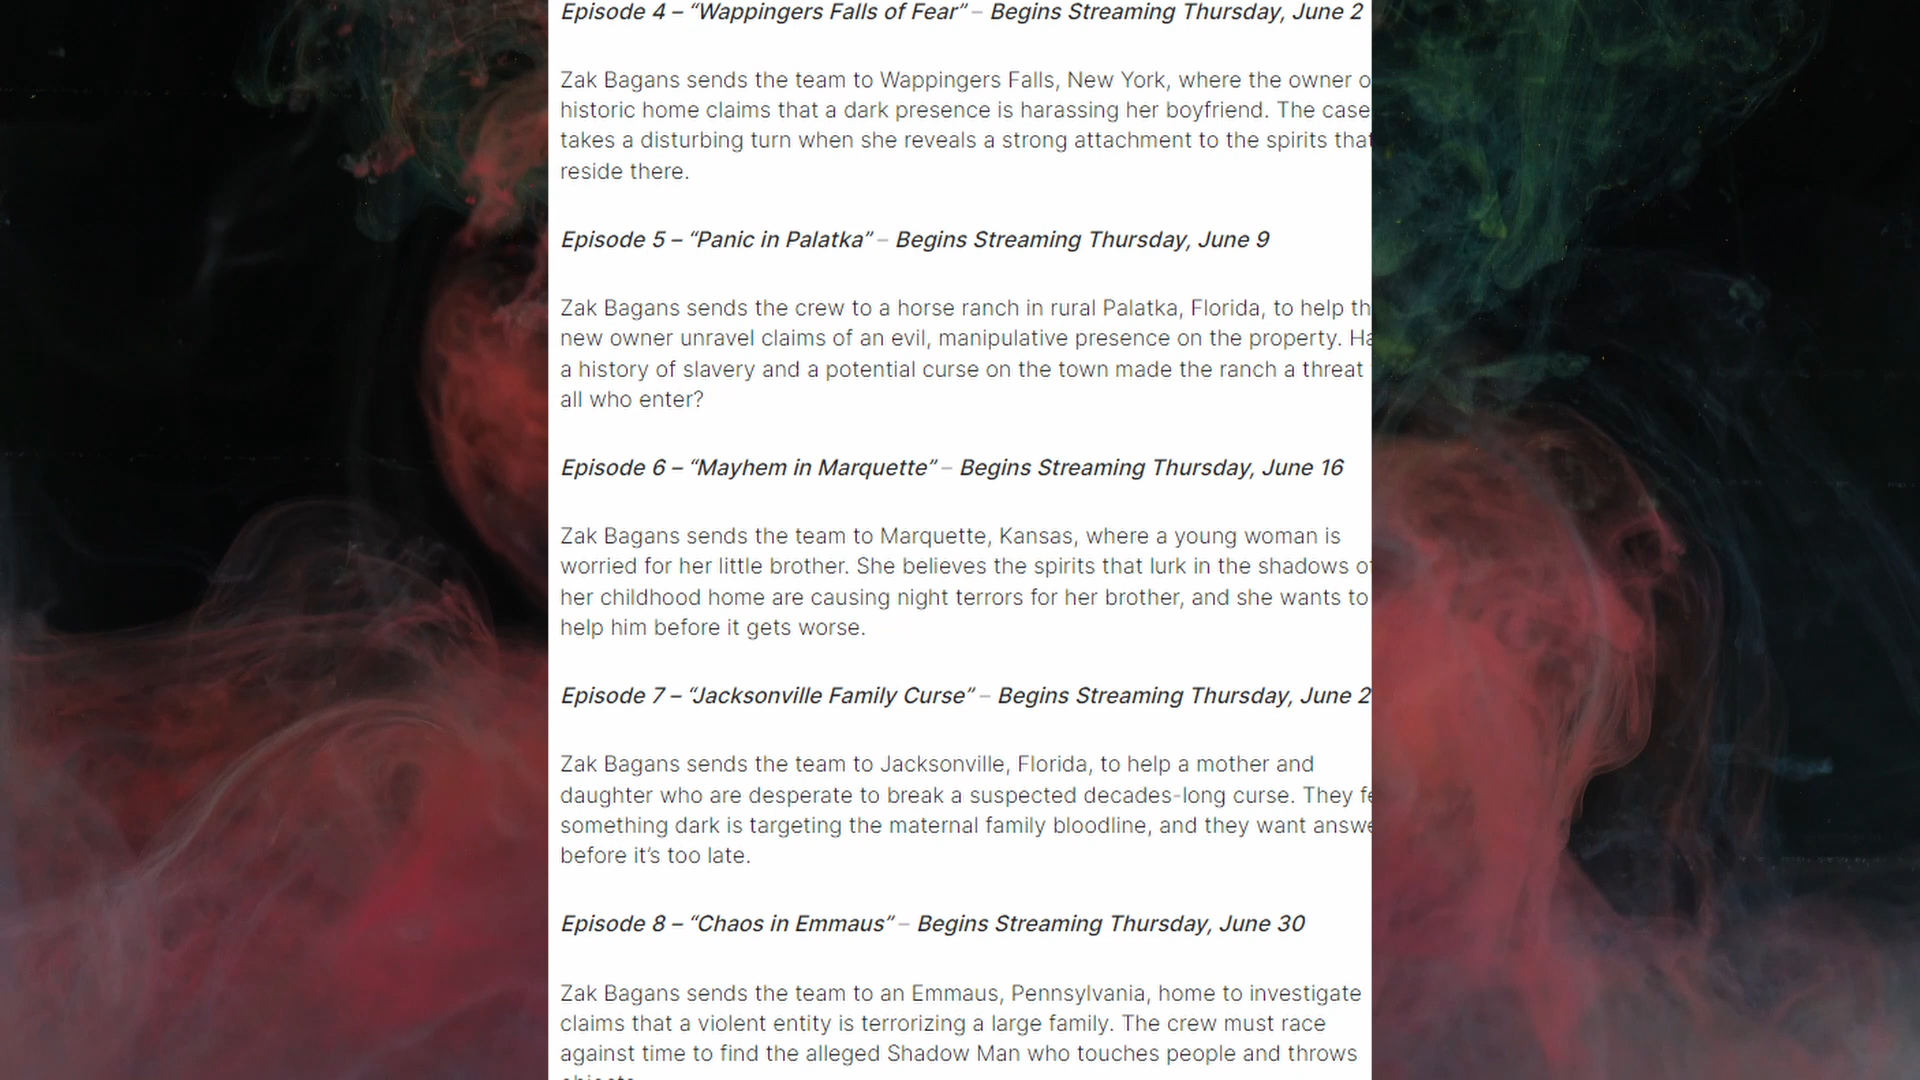 Episode 4 – “Wappingers Falls of Fear” – Begins Streaming Thursday, June 2
Zak Bagans sends the team to Wappingers Falls, New York, where the owner o
historic home claims that a dark presence is harassing her boyfriend. The case
takes a disturbing turn when she reveals a strong attachment to the spirits that
reside there.
Episode 5 – “Panic in Palatka” – Begins Streaming Thursday, June 9
Zak Bagans sends the crew to a horse ranch in rural Palatka, Florida, to help th
new owner unravel claims of an evil, manipulative presence on the property. Ha
a history of slavery and a potential curse on the town made the ranch a threat
all who enter?
Episode 6 – “Mayhem in Marquette” – Begins Streaming Thursday, June 16
Zak Bagans sends the team to Marquette, Kansas, where a young woman is
worried for her little brother. She believes the spirits that lurk in the shadows of
her childhood home are causing night terrors for her brother, and she wants to
help him before it gets worse.
Episode 7 – “Jacksonville Family Curse” – Begins Streaming Thursday, June 2
Zak Bagans sends the team to Jacksonville, Florida, to help a mother and
daughter who are desperate to break a suspected decades-long curse. They fe
something dark is targeting the maternal family bloodline, and they want answe
before it’s too late.
Episode 8 – “Chaos in Emmaus” – Begins Streaming Thursday, June 30
Zak Bagans sends the team to an Emmaus, Pennsylvania, home to investigate
claims that a violent entity is terrorizing a large family. The crew must race
against time to find the alleged Shadow Man who touches people and throws